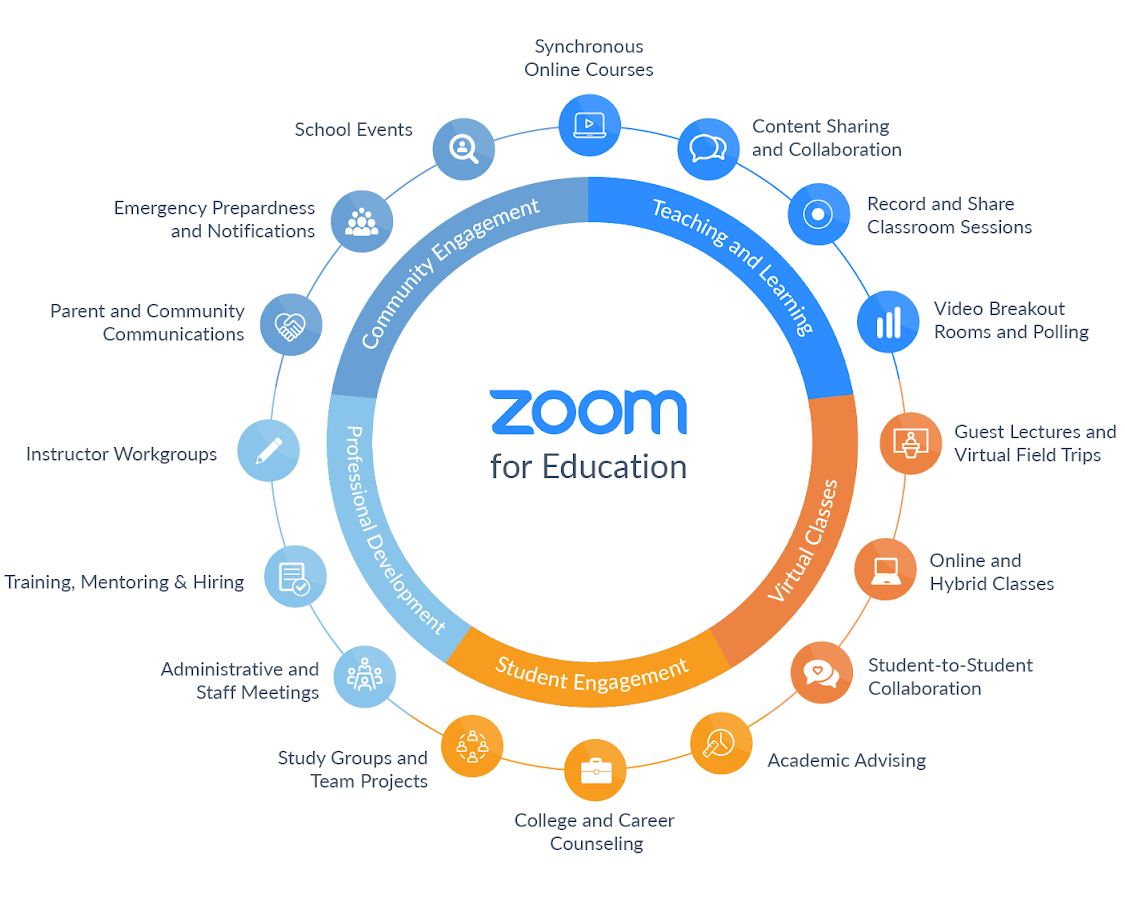 Synchronous
Online Courses
Content Sharing
and Collaboration
Record and Share
Classroom Sessions
Video Breakout
Rooms and Polling
Guest Lectures and
Virtual Field Trips
Online and
Hybrid Classes
Student-to-Student
Collaboration
Academic Advising
College and Career
Counseling
Study Groups and
Team Projects
Administrative and
Staff Meetings
Training, Mentoring & Hiring
Instructor Workgroups
Parent and Community
Communications
Emergency Prepardness
and Notifications
School Events
Teaching and Learning
Virtual Classes
Student Engagement
Professional Development
Community Engagement
zoom
for Education